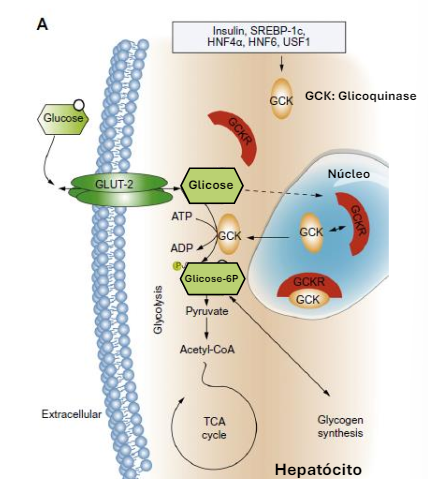 A
Insulin, SREBP-1c,
HNF4α, HNF6, USF1
GCK
GCK: Glicoquinase
Glucose
GCKR
Núcleo
GLUT-2
Glicose
ATP
GCK
GCK
GCKR
ADP
P
Glicose-6P
GCKR
GCK
Glycolysis
Pyruvate
Acetyl-CoA
Extracellular
TCA
cycle
Glycogen
synthesis
Hepatócito